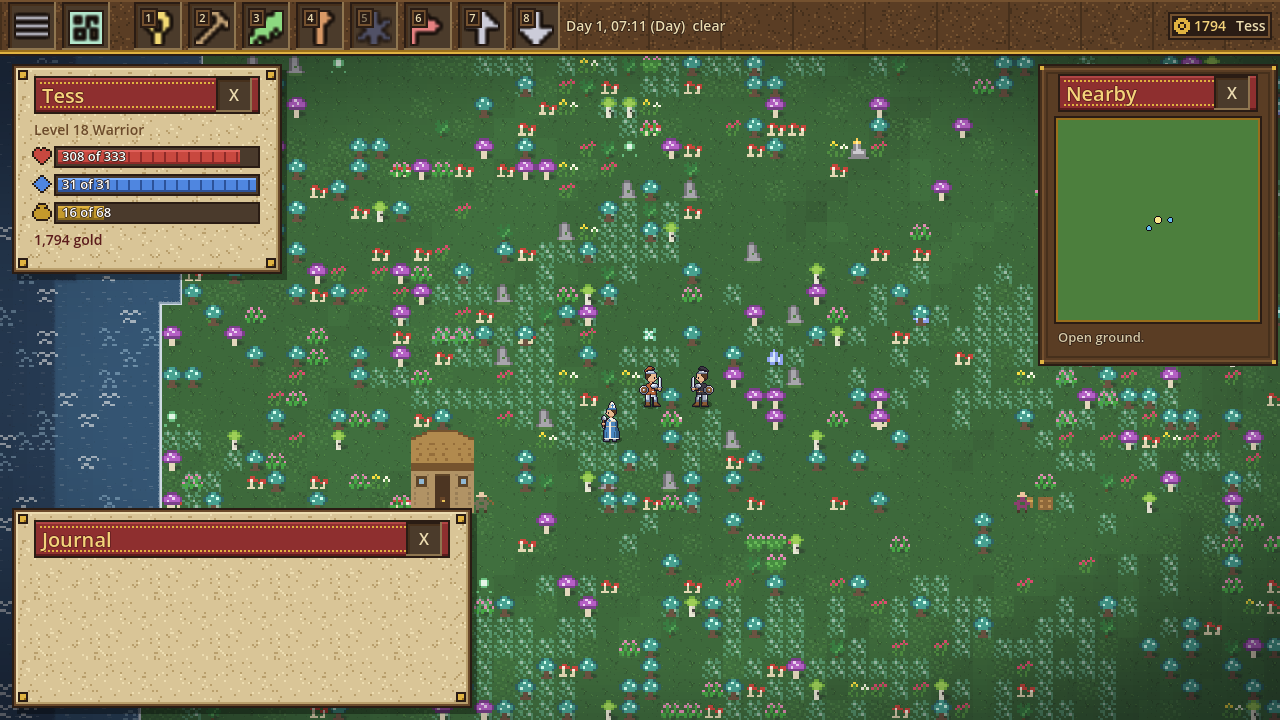 1 2 3 4 5 6 7 8 Day 1, 07:11 (Day) clear 1794 Tess
Tess X
Level 18 Warrior
308 of 333
31 of 31
16 of 68
1,794 gold
Nearby X
Open ground.
Journal X